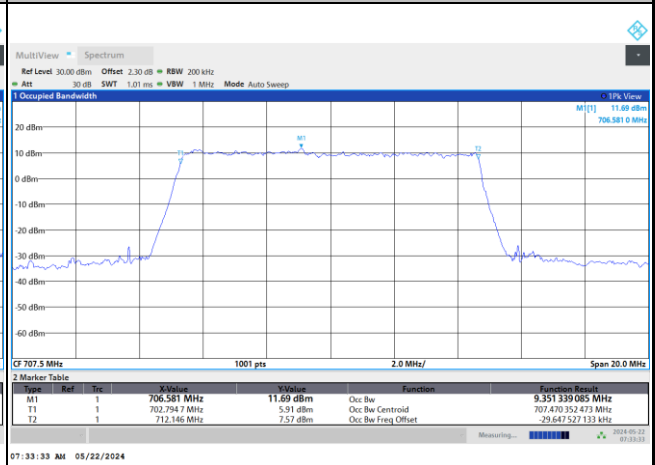 MultiView Spectrum
Ref Level 30.00 dBm Offset 2.30 dB RBW 200 kHz
Att 30 dB SWT 1.01 ms VBW 1 MHz Mode Auto Sweep
1 Occupied Bandwidth 1Pk View
M1[1] 11.69 dBm
706.581 0 MHz
20 dBm
M1
T1
T2
10 dBm
0 dBm
-10 dBm
-20 dBm
-30 dBm
-40 dBm
-50 dBm
-60 dBm
CF 707.5 MHz 1001 pts 2.0 MHz/ Span 20.0 MHz
2 Marker Table
Type Ref Trc X-Value Y-Value Function Function Result
M1 1 706.581 MHz 11.69 dBm Occ Bw 9.351 339 085 MHz
T1 1 702.794 7 MHz 5.91 dBm Occ Bw Centroid 707.470 352 473 MHz
T2 1 712.146 MHz 7.57 dBm Occ Bw Freq Offset -29.647 527 133 kHz
Measuring... 2024-05-22
07:33:33
07:33:33 AM 05/22/2024